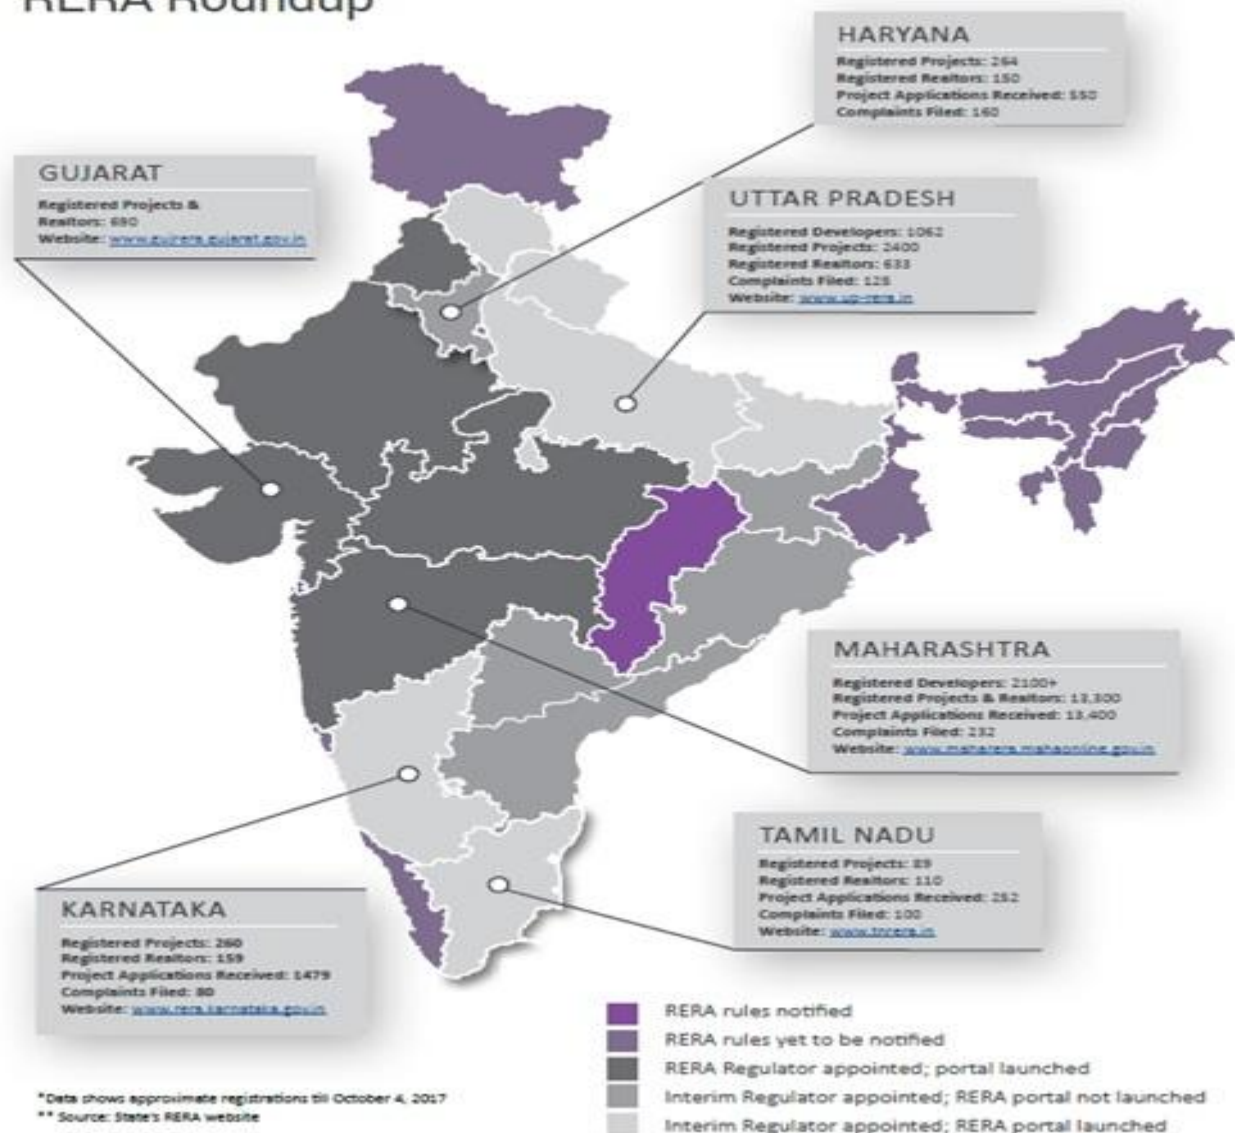 RERA Roundup
HARYANA
Registered Projects: 264
Registered Realtors: 150
Project Applications Received: 550
Complaints Filed: 160
GUJARAT
Registered Projects &
Realtors: 680
Website: www.gujrera.gujarat.gov.in
UTTAR PRADESH
Registered Developers: 1062
Registered Projects: 2400
Registered Realtors: 633
Complaints Filed: 125
Website: www.up-rera.in
MAHARASHTRA
Registered Developers: 2100+
Registered Projects & Realtors: 13,300
Project Applications Received: 13,400
Complaints Filed: 232
Website: www.maharera.mahaonline.gov.in
TAMIL NADU
Registered Projects: 89
Registered Realtors: 110
Project Applications Received: 252
Complaints Filed: 100
Website: www.tnrera.in
KARNATAKA
Registered Projects: 260
Registered Realtors: 159
Project Applications Received: 1479
Complaints Filed: 80
Website: www.rera.karnataka.gov.in
RERA rules notified
RERA rules yet to be notified
RERA Regulator appointed; portal launched
Interim Regulator appointed; RERA portal not launched
Interim Regulator appointed; RERA portal launched
*Data shows approximate registrations till October 4, 2017
** Source: State's RERA website